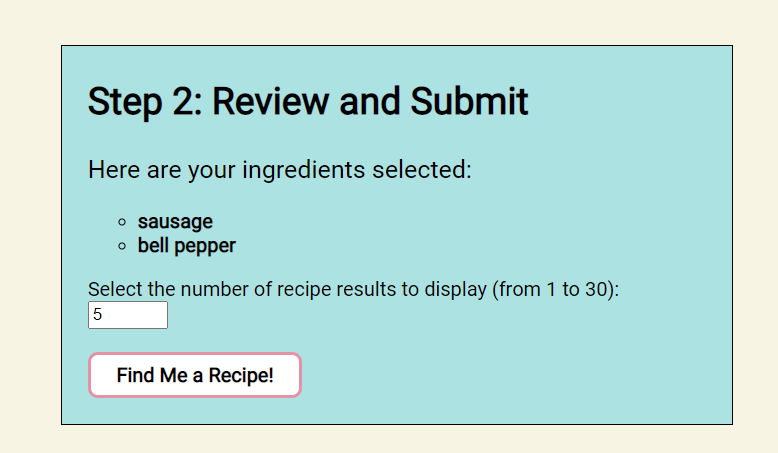 Step 2: Review and Submit
Here are your ingredients selected:
sausage
bell pepper
Select the number of recipe results to display (from 1 to 30):
5
Find Me a Recipe!